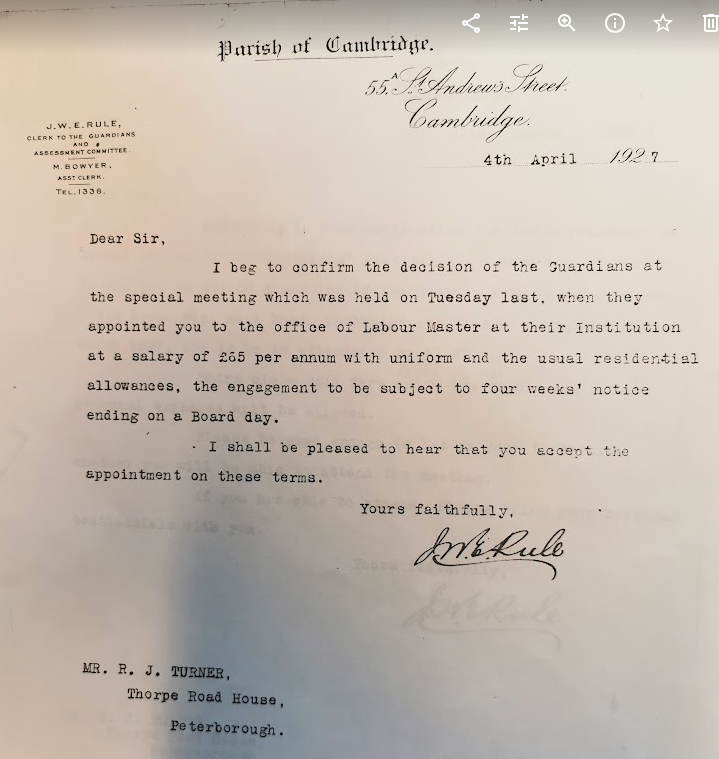 Parish of Cambridge.
55A St. Andrew's Street.
Cambridge.
4th April 1927
J.W.E. RULE,
CLERK TO THE GUARDIANS
AND
ASSESSMENT COMMITTEE.
M. BOWYER,
ASST CLERK.
TEL. 1338.
Dear Sir,
I beg to confirm the decision of the Guardians at
the special meeting which was held on Tuesday last, when they
appointed you to the office of Labour Master at their Institution
at a salary of £65 per annum with uniform and the usual residential
allowances, the engagement to be subject to four weeks' notice
ending on a Board day.
I shall be pleased to hear that you accept the
appointment on these terms.
Yours faithfully,
J.W.E. Rule
MR. R. J. TURNER,
Thorpe Road House,
Peterborough.